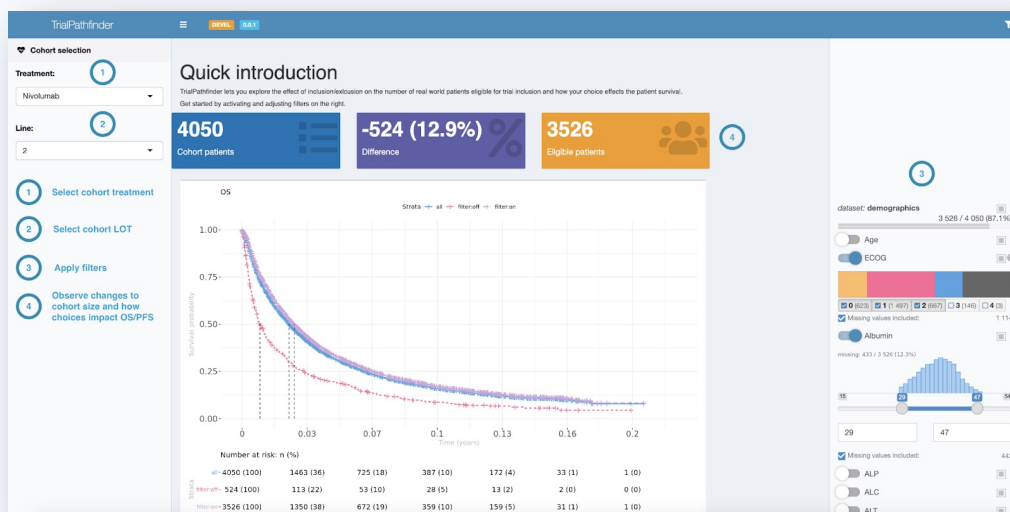 TrialPathfinder
DEVEL 0.0.1
Cohort selection
Treatment:
1
Nivolumab
Line:
2
2
1 Select cohort treatment
2 Select cohort LOT
3 Apply filters
4 Observe changes to
cohort size and how
choices impact OS/PFS
Quick introduction
TrialPathfinder lets you explore the effect of inclusion/exlcusion on the number of real world patients eligible for trial inclusion and how your choice effects the patient survival.
Get started by activating and adjusting filters on the right.
4050
Cohort patients
-524 (12.9%)
Difference
3526
Eligible patients
4
OS
Strata all filter:off filter:on
Survival probability
1.00
0.75
0.50
0.25
0.00
0 0.03 0.07 0.1 0.13 0.16 0.2
Time (years)
Number at risk: n (%)
Strata
all 4050 (100) 1463 (36) 725 (18) 387 (10) 172 (4) 33 (1) 1 (0)
filter:off 524 (100) 113 (22) 53 (10) 28 (5) 13 (2) 2 (0) 0 (0)
filter:on 3526 (100) 1350 (38) 672 (19) 359 (10) 159 (5) 31 (1) 1 (0)
3
dataset: demographics
3 526 / 4 050 (87.1%
Age
ECOG
0 (623) 1 (1 497) 2 (667) 3 (146) 4 (3)
Missing values included:
Albumin
missing: 433 / 3 526 (12.3%)
15 29 47 54
29 47
Missing values included:
ALP
ALC
ALT